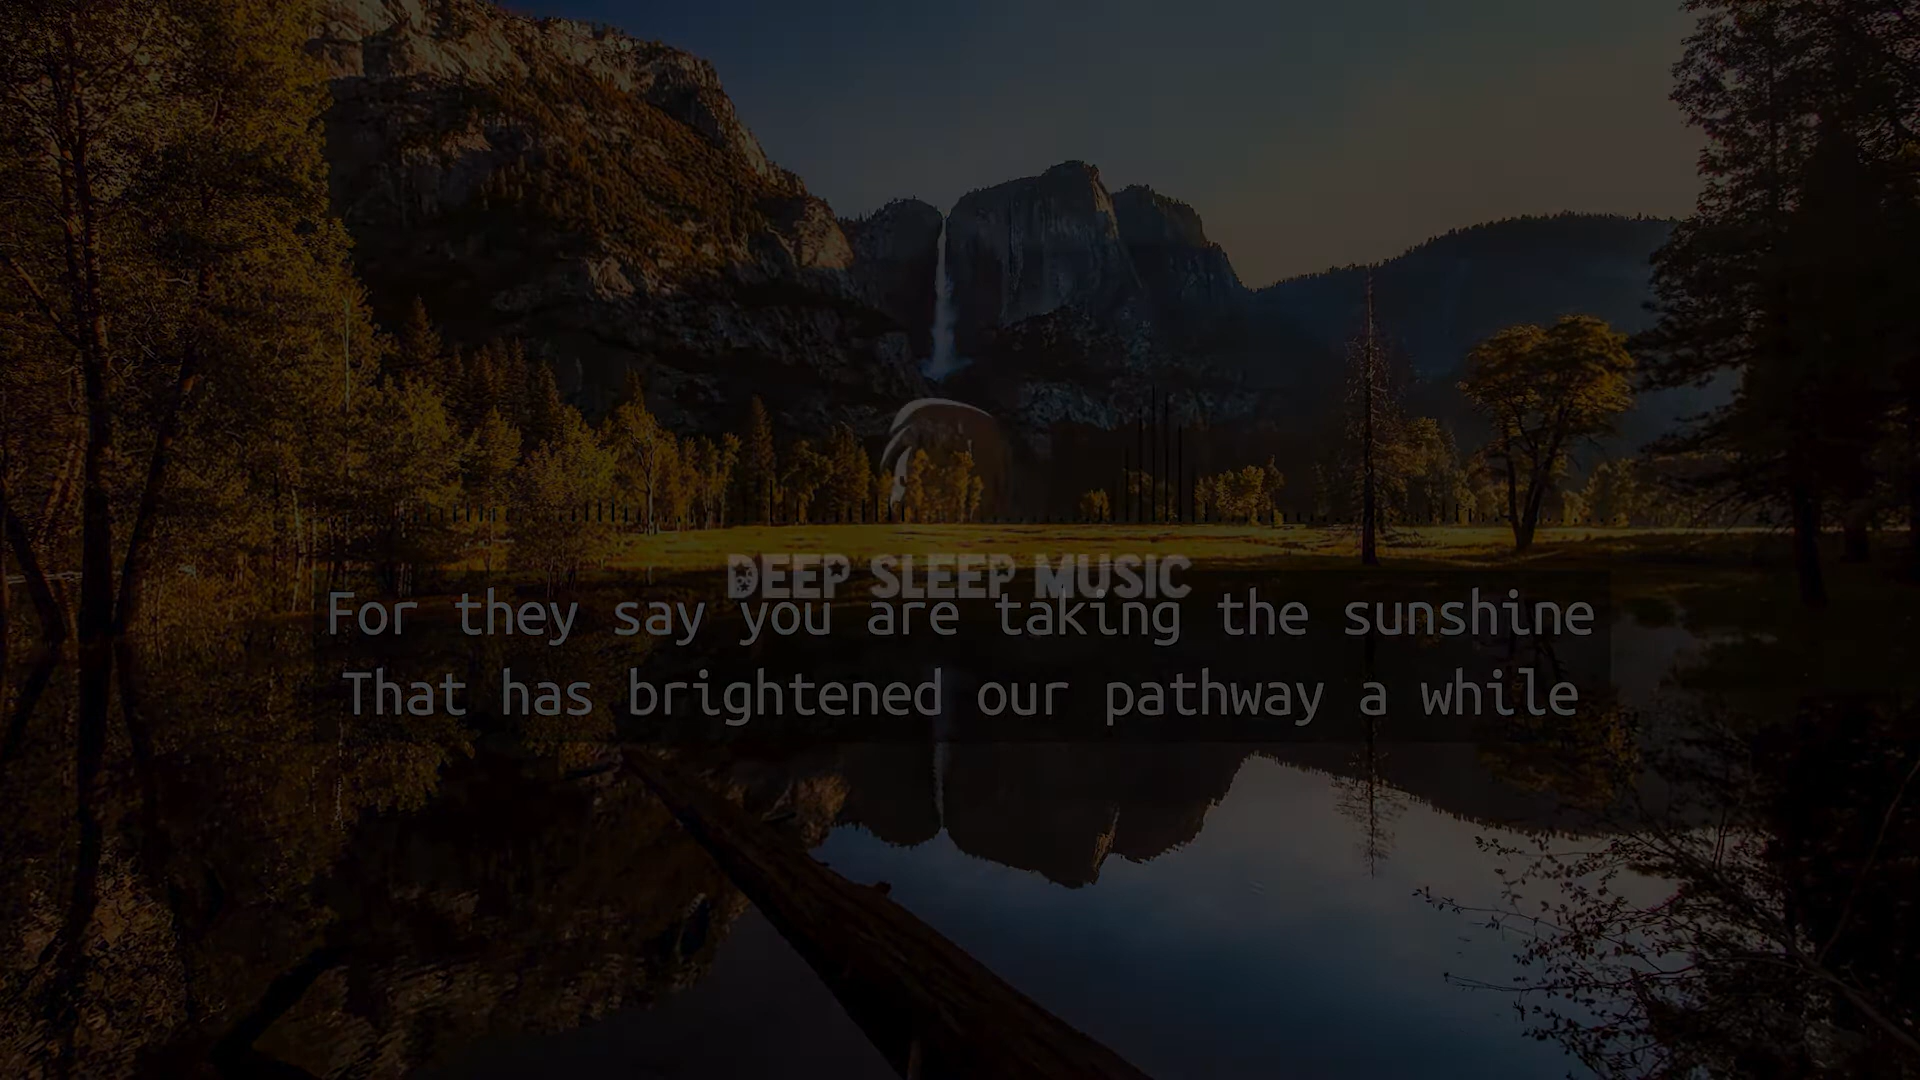 DEEP SLEEP MUSIC
For they say you are taking the sunshine
That has brightened our pathway a while